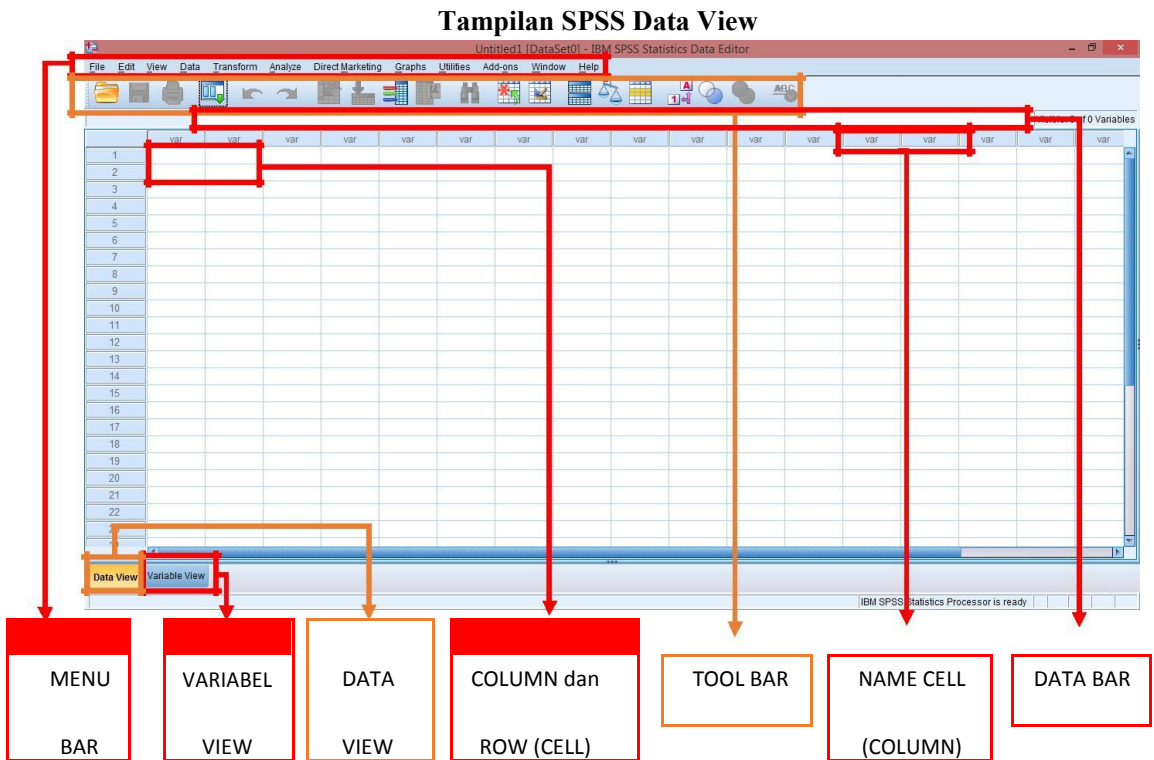 Tampilan SPSS Data View
Untitled1 [DataSet0] - IBM SPSS Statistics Data Editor
File Edit View Data Transform Analyze Direct Marketing Graphs Utilities Add-ons Window Help
of 0 Variables
var var var var var var var var var var var var var var var var var
1
2
3
4
5
6
7
8
9
10
11
12
13
14
15
16
17
18
19
20
21
22
Data View Variable View
IBM SPSS Statistics Processor is ready
MENU BAR
VARIABEL VIEW
DATA VIEW
COLUMN dan ROW (CELL)
TOOL BAR
NAME CELL (COLUMN)
DATA BAR